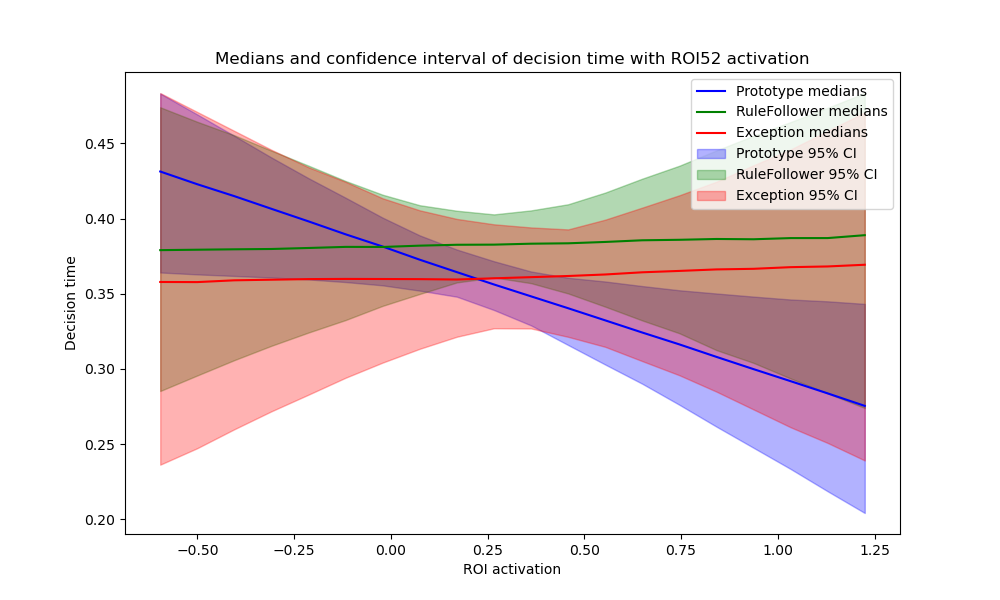 Medians and confidence interval of decision time with ROI52 activation
Prototype medians
RuleFollower medians
Exception medians
Prototype 95% CI
RuleFollower 95% CI
Exception 95% CI
Decision time
0.45
0.40
0.35
0.30
0.25
0.20
−0.50
−0.25
0.00
0.25
0.50
0.75
1.00
1.25
ROI activation